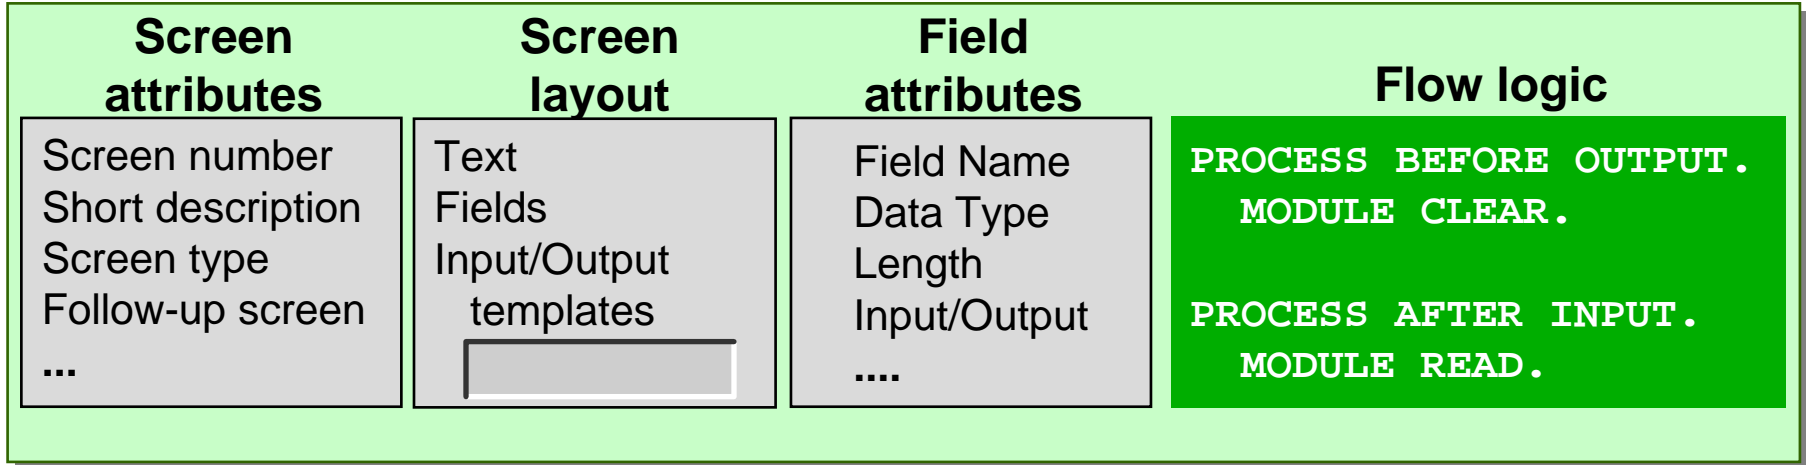 Screen
attributes
Screen number
Short description
Screen type
Follow-up screen
...
Screen
layout
Text
Fields
Input/Output
templates
Field
attributes
Field Name
Data Type
Length
Input/Output
....
Flow logic
PROCESS BEFORE OUTPUT.
MODULE CLEAR.
PROCESS AFTER INPUT.
MODULE READ.